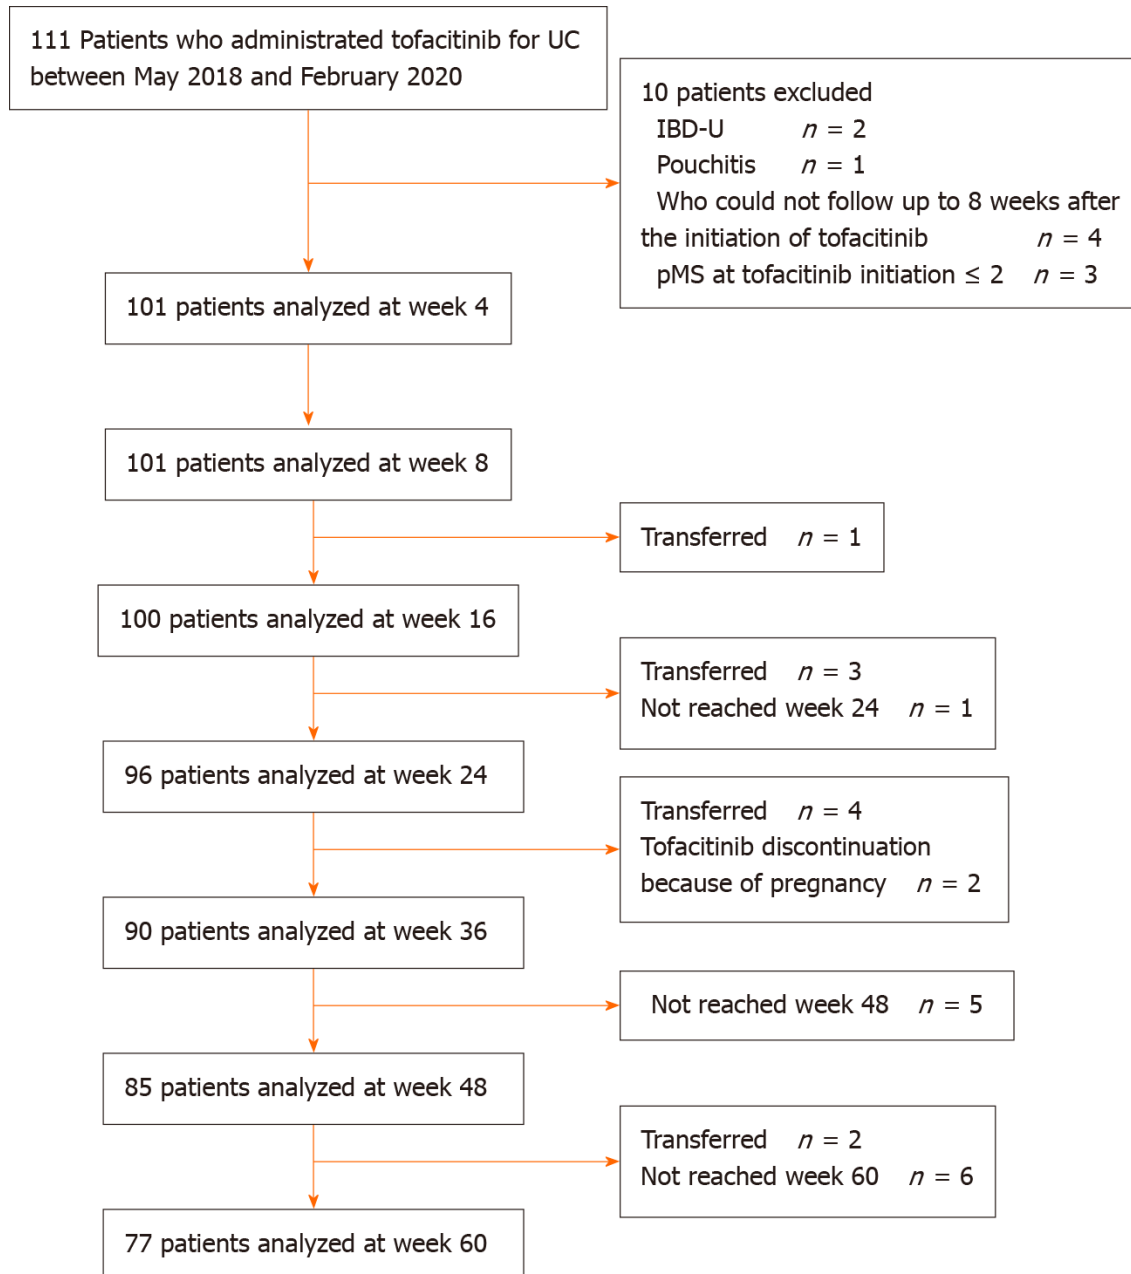 111 Patients who administrated tofacitinib for UC
between May 2018 and February 2020
10 patients excluded
IBD-U n = 2
Pouchitis n = 1
Who could not follow up to 8 weeks after
the initiation of tofacitinib n = 4
pMS at tofacitinib initiation ≤ 2 n = 3
101 patients analyzed at week 4
101 patients analyzed at week 8
Transferred n = 1
100 patients analyzed at week 16
Transferred n = 3
Not reached week 24 n = 1
96 patients analyzed at week 24
Transferred n = 4
Tofacitinib discontinuation
because of pregnancy n = 2
90 patients analyzed at week 36
Not reached week 48 n = 5
85 patients analyzed at week 48
Transferred n = 2
Not reached week 60 n = 6
77 patients analyzed at week 60